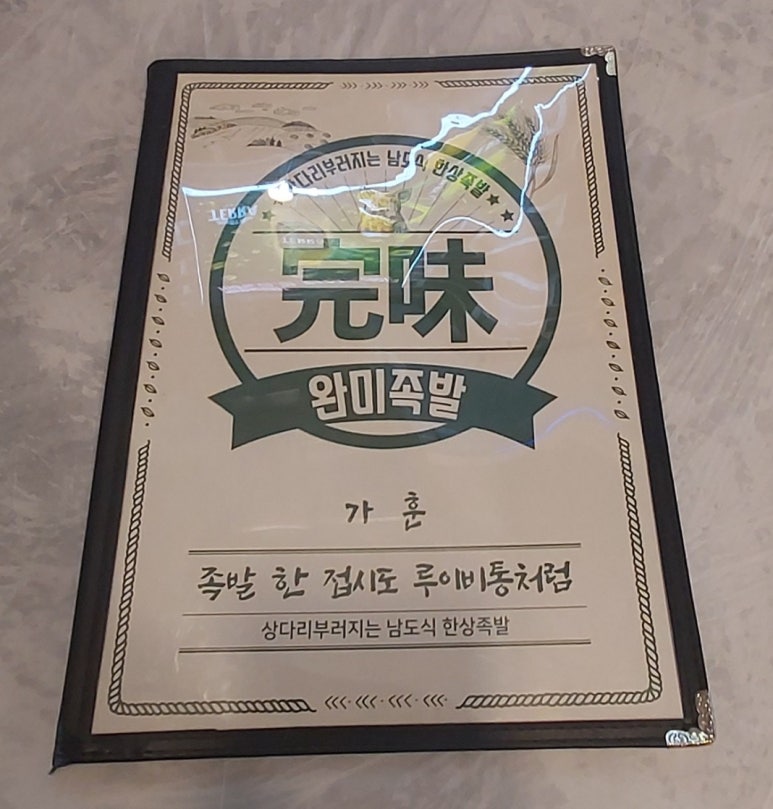 상다리부러지는 남도식 한상족발
TERRA
完味
완미족발
가 훈
족발 한 접시도 루이비통처럼
상다리부러지는 남도식 한상족발